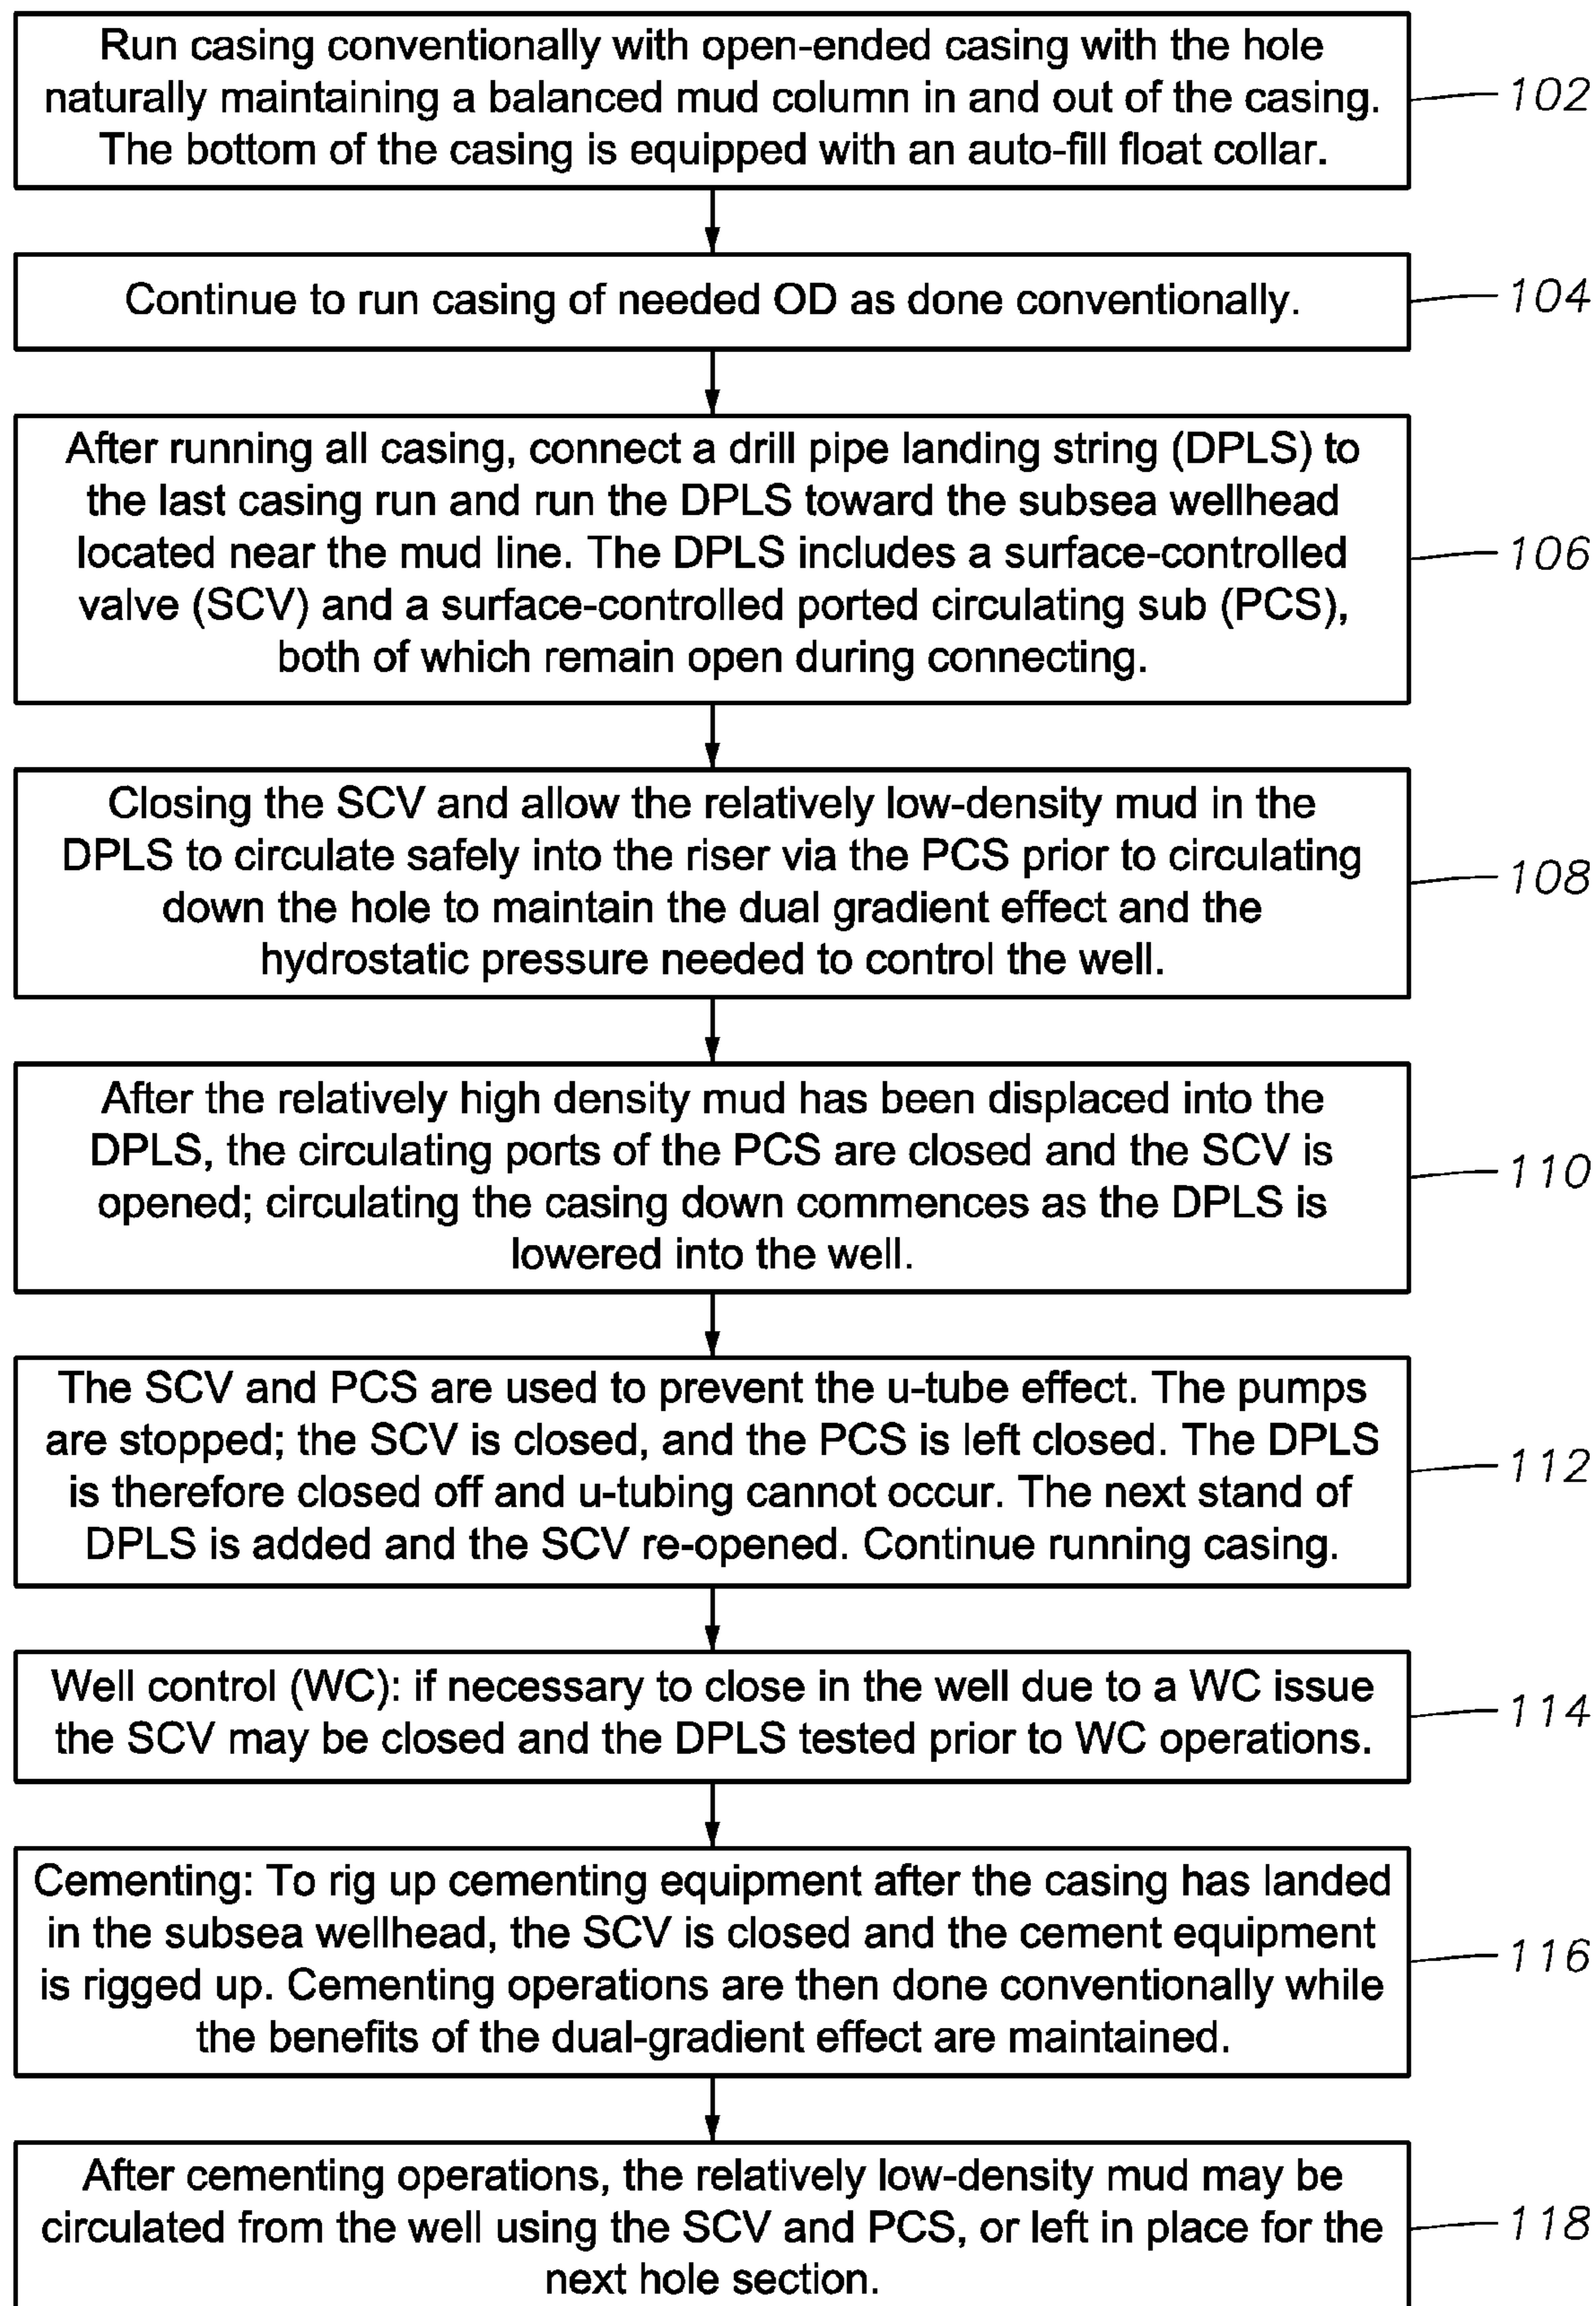 Run casing conventionally with open-ended casing with the hole
naturally maintaining a balanced mud column in and out of the casing.
The bottom of the casing is equipped with an auto-fill float collar.
102
Continue to run casing of needed OD as done conventionally.
104
After running all casing, connect a drill pipe landing string (DPLS) to
the last casing run and run the DPLS toward the subsea wellhead
located near the mud line. The DPLS includes a surface-controlled
valve (SCV) and a surface-controlled ported circulating sub (PCS),
both of which remain open during connecting.
106
Closing the SCV and allow the relatively low-density mud in the
DPLS to circulate safely into the riser via the PCS prior to circulating
down the hole to maintain the dual gradient effect and the
hydrostatic pressure needed to control the well.
108
After the relatively high density mud has been displaced into the
DPLS, the circulating ports of the PCS are closed and the SCV is
opened; circulating the casing down commences as the DPLS is
lowered into the well.
110
The SCV and PCS are used to prevent the u-tube effect. The pumps
are stopped; the SCV is closed, and the PCS is left closed. The DPLS
is therefore closed off and u-tubing cannot occur. The next stand of
DPLS is added and the SCV re-opened. Continue running casing.
112
Well control (WC): if necessary to close in the well due to a WC issue
the SCV may be closed and the DPLS tested prior to WC operations.
114
Cementing: To rig up cementing equipment after the casing has landed
in the subsea wellhead, the SCV is closed and the cement equipment
is rigged up. Cementing operations are then done conventionally while
the benefits of the dual-gradient effect are maintained.
116
After cementing operations, the relatively low-density mud may be
circulated from the well using the SCV and PCS, or left in place for the
next hole section.
118